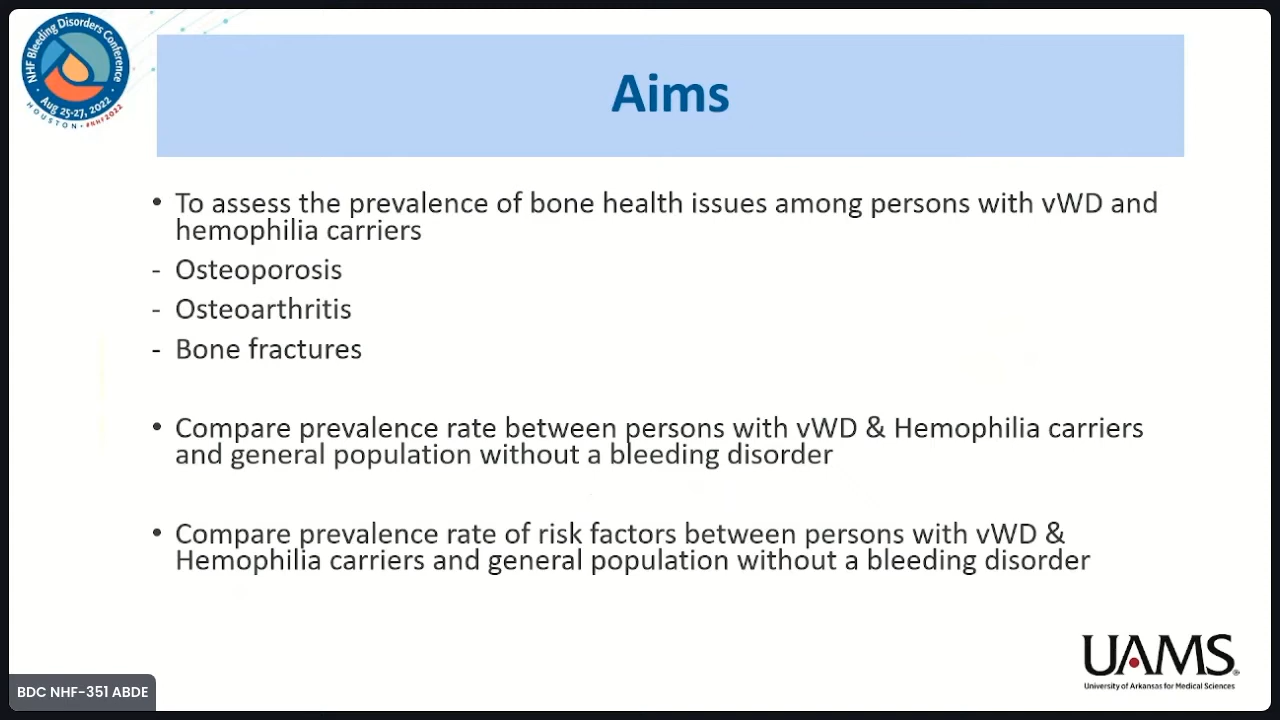 NHF Bleeding Disorders Conference
Aug 25-27, 2022
HOUSTON • #NHF2022
Aims
• To assess the prevalence of bone health issues among persons with vWD and
hemophilia carriers
- Osteoporosis
- Osteoarthritis
- Bone fractures
• Compare prevalence rate between persons with vWD & Hemophilia carriers
and general population without a bleeding disorder
• Compare prevalence rate of risk factors between persons with vWD &
Hemophilia carriers and general population without a bleeding disorder
UAMS®
University of Arkansas for Medical Sciences
BDC NHF-351 ABDE